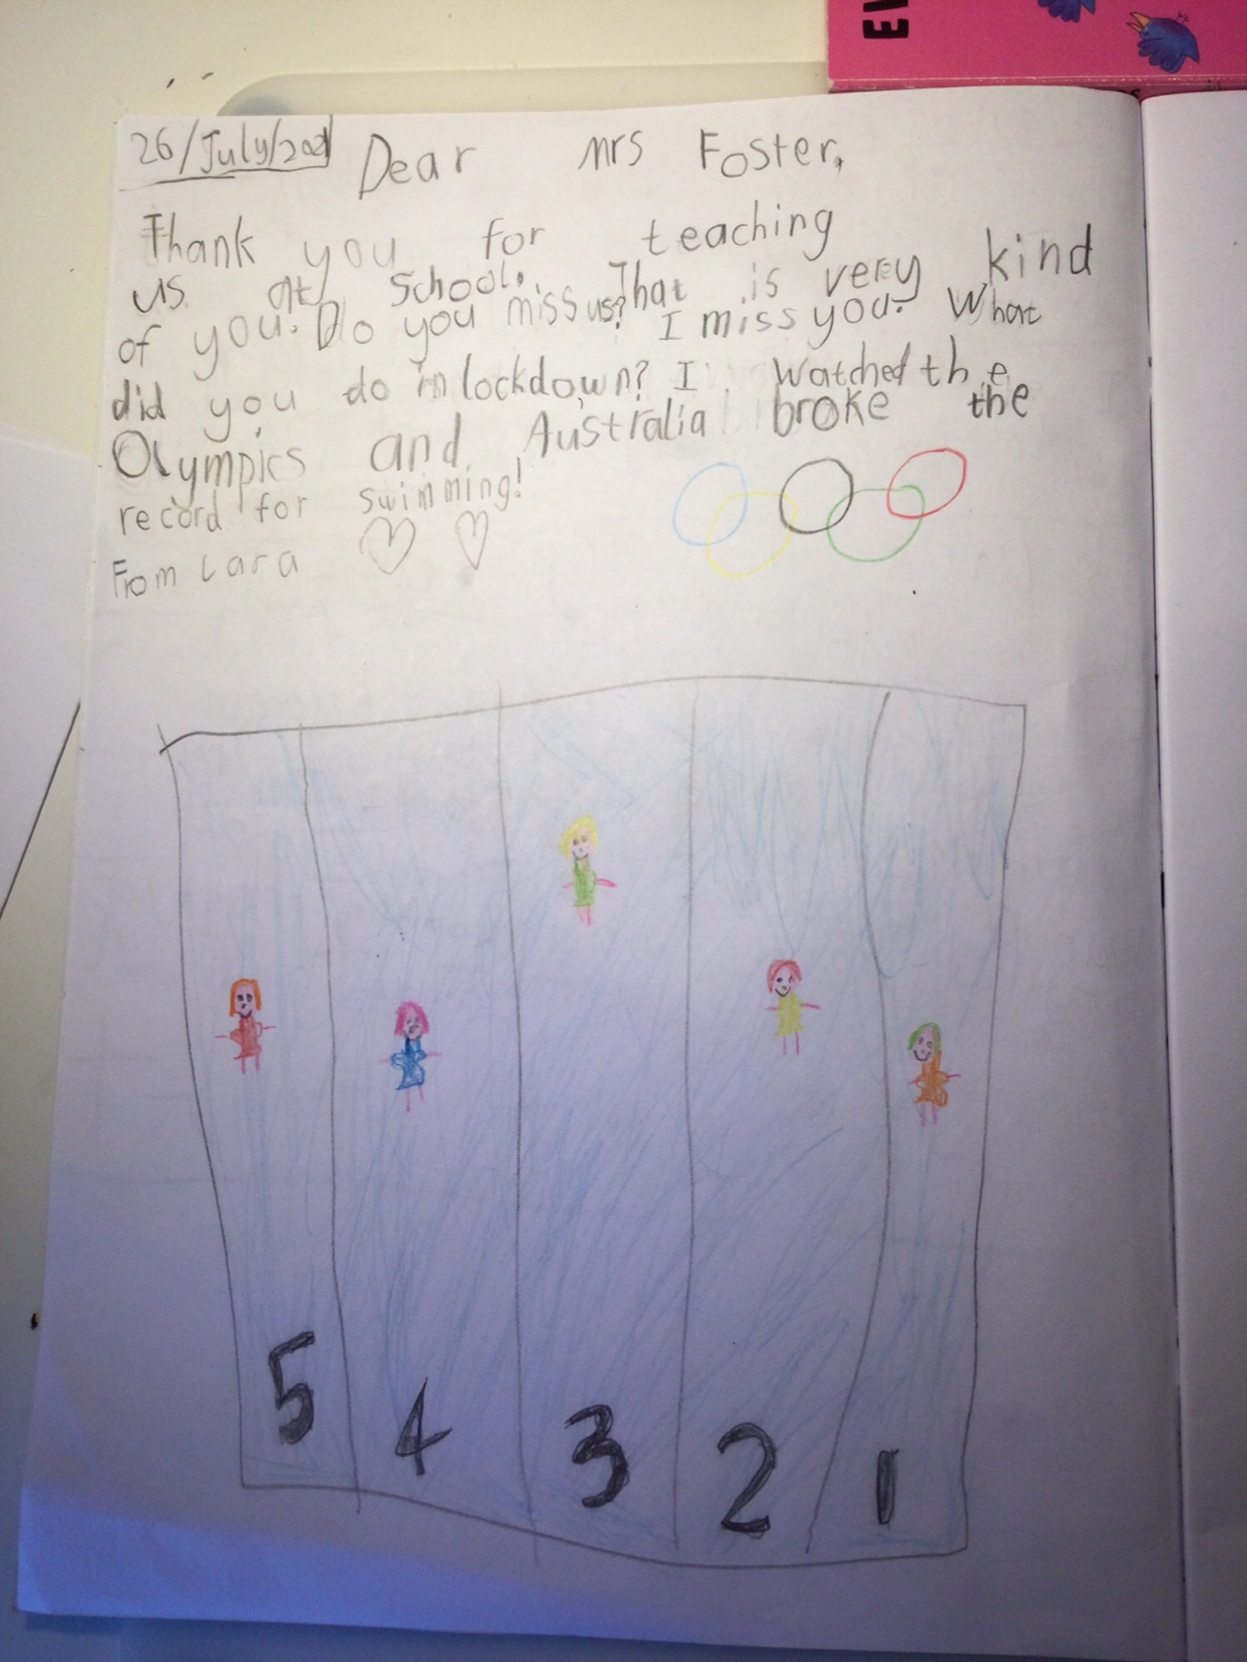 EV
26/July/2021 Dear mrs Foster,
Thank you for teaching
us at School. That is very kind
of you. Do you miss us? I miss you. What
did you do in lockdown? I watched the
Olympics and Australia broke the
record for swimming!
From Lara
5 4 3 2 1